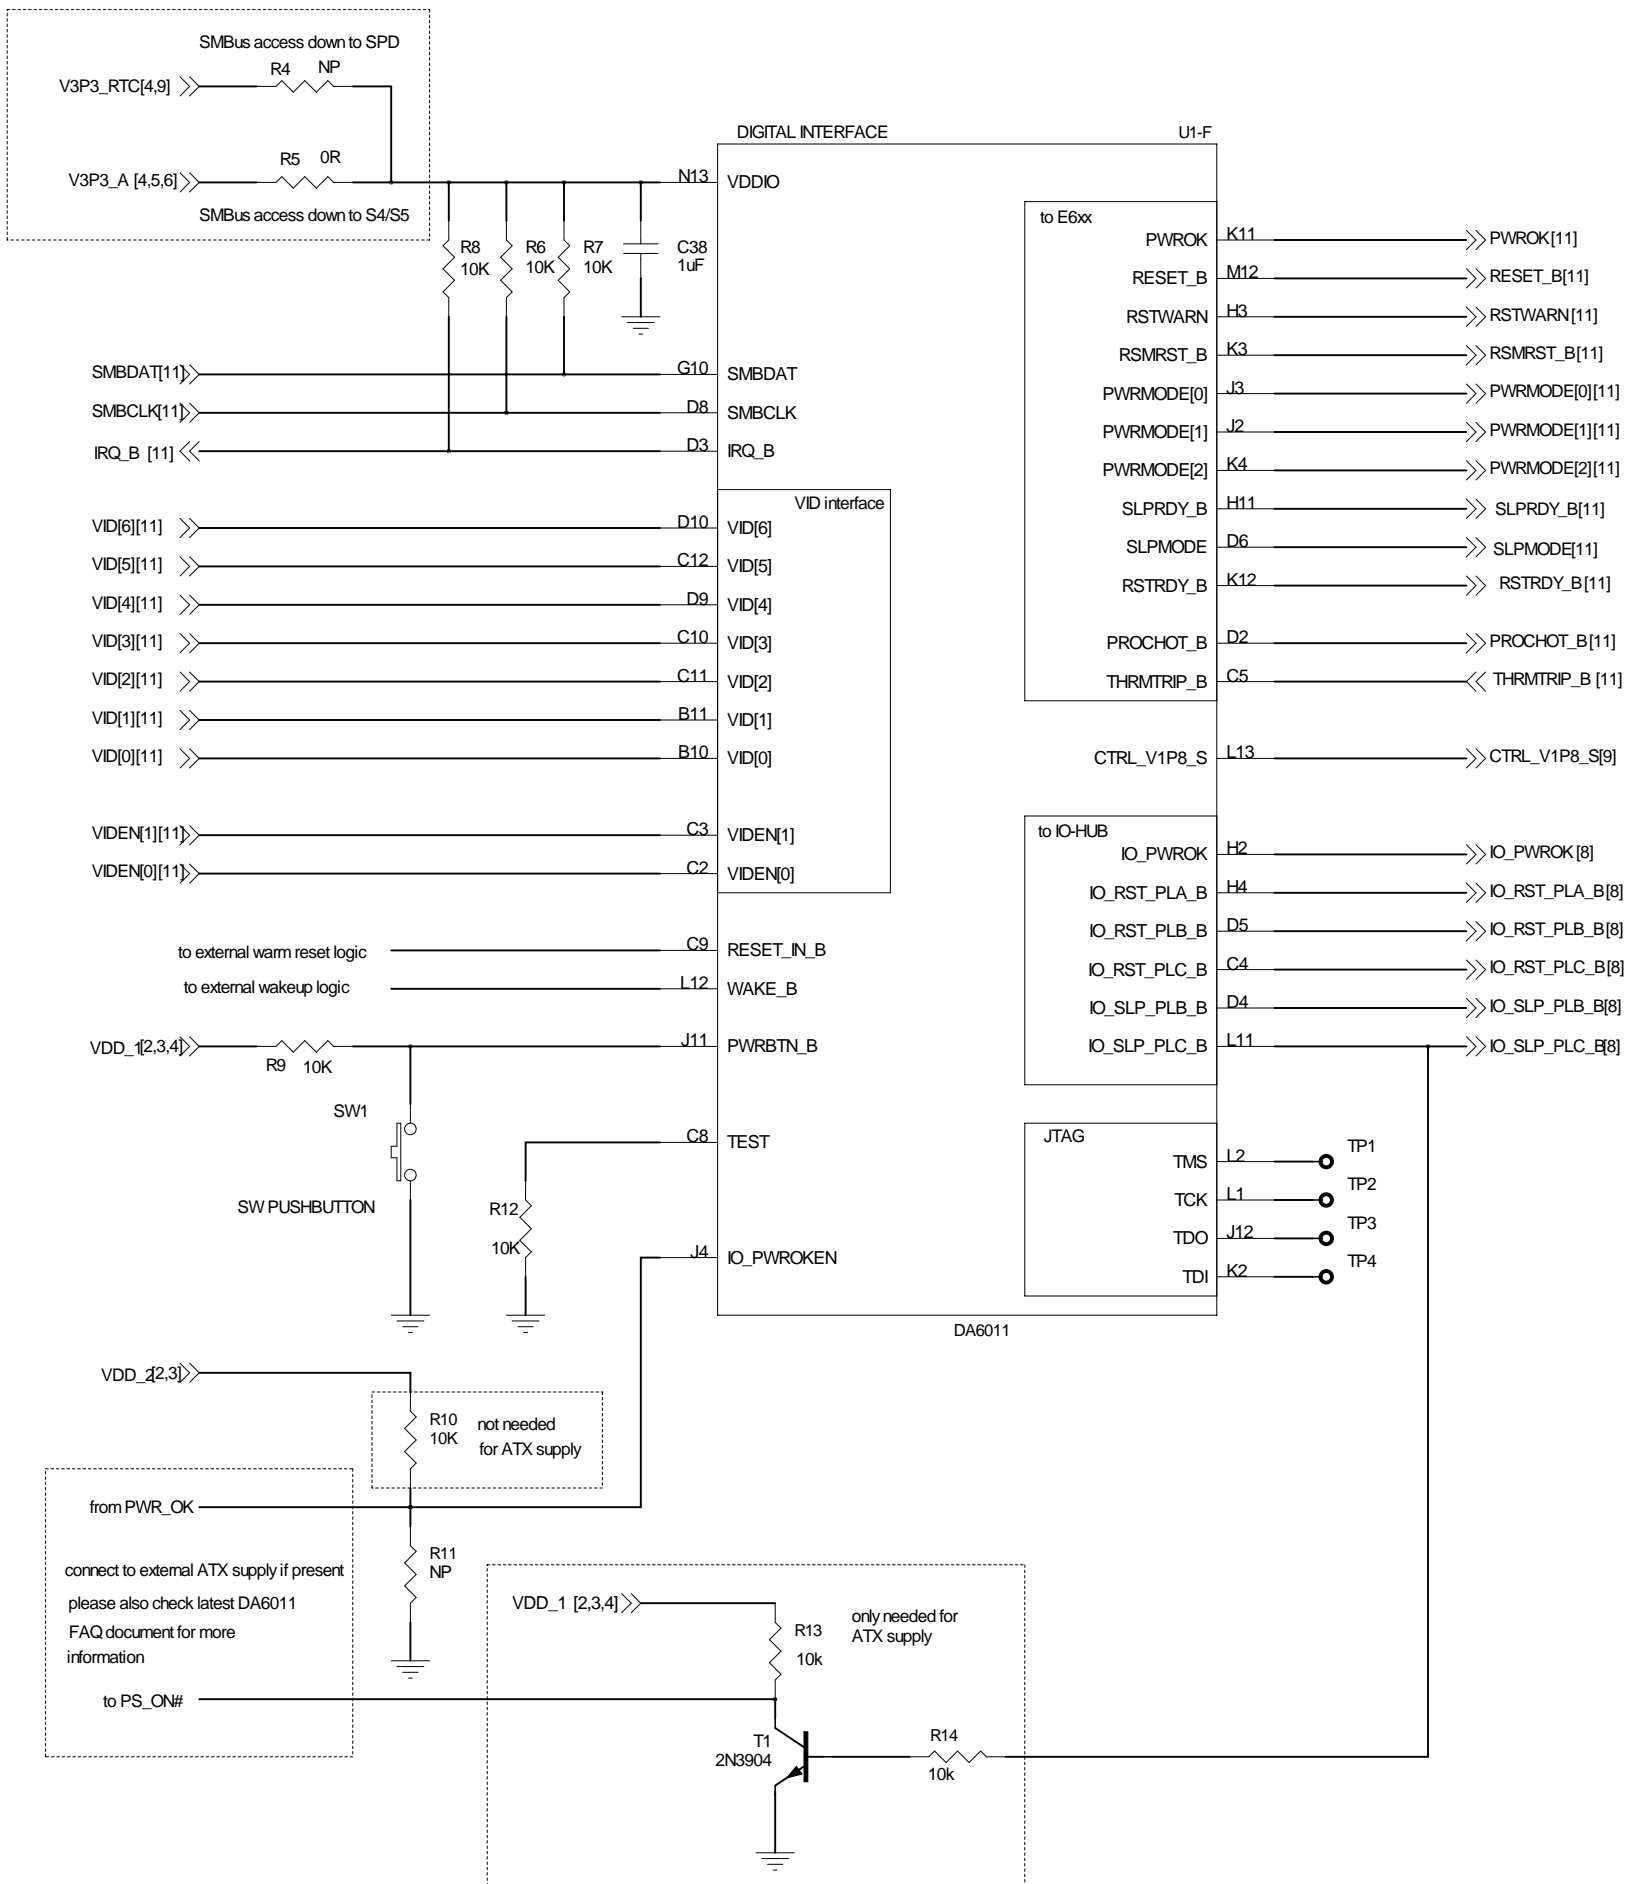 SMBus access down to SPD
R4 NP
V3P3_RTC[4,9]
R5 0R
V3P3_A [4,5,6]
SMBus access down to S4/S5
DIGITAL INTERFACE
U1-F
N13 VDDIO
R8
10K
R6
10K
R7
10K
C38
1uF
SMBDAT[11] G10 SMBDAT
SMBCLK[11] D8 SMBCLK
IRQ_B [11] D3 IRQ_B
VID interface
VID[6][11] D10 VID[6]
VID[5][11] C12 VID[5]
VID[4][11] D9 VID[4]
VID[3][11] C10 VID[3]
VID[2][11] C11 VID[2]
VID[1][11] B11 VID[1]
VID[0][11] B10 VID[0]
VIDEN[1][11] C3 VIDEN[1]
VIDEN[0][11] C2 VIDEN[0]
to external warm reset logic C9 RESET_IN_B
to external wakeup logic L12 WAKE_B
VDD_1[2,3,4] J11 PWRBTN_B
R9 10K
SW1
SW PUSHBUTTON
C8 TEST
R12
10K
J4 IO_PWROKEN
to E6xx
PWROK K11 PWROK[11]
RESET_B M12 RESET_B[11]
RSTWARN H3 RSTWARN[11]
RSMRST_B K3 RSMRST_B[11]
PWRMODE[0] J3 PWRMODE[0][11]
PWRMODE[1] J2 PWRMODE[1][11]
PWRMODE[2] K4 PWRMODE[2][11]
SLPRDY_B H11 SLPRDY_B[11]
SLPMODE D6 SLPMODE[11]
RSTRDY_B K12 RSTRDY_B[11]
PROCHOT_B D2 PROCHOT_B[11]
THRMTRIP_B C5 THRMTRIP_B [11]
CTRL_V1P8_S L13 CTRL_V1P8_S[9]
to IO-HUB
IO_PWROK H2 IO_PWROK[8]
IO_RST_PLA_B H4 IO_RST_PLA_B[8]
IO_RST_PLB_B D5 IO_RST_PLB_B[8]
IO_RST_PLC_B C4 IO_RST_PLC_B[8]
IO_SLP_PLB_B D4 IO_SLP_PLB_B[8]
IO_SLP_PLC_B L11 IO_SLP_PLC_B[8]
JTAG
TMS L2 TP1
TCK L1 TP2
TDO J12 TP3
TDI K2 TP4
DA6011
VDD_2[2,3]
R10
10K
not needed
for ATX supply
from PWR_OK
R11
NP
connect to external ATX supply if present
please also check latest DA6011
FAQ document for more
information
to PS_ON#
VDD_1 [2,3,4]
R13
10k
only needed for
ATX supply
T1
2N3904
R14
10k